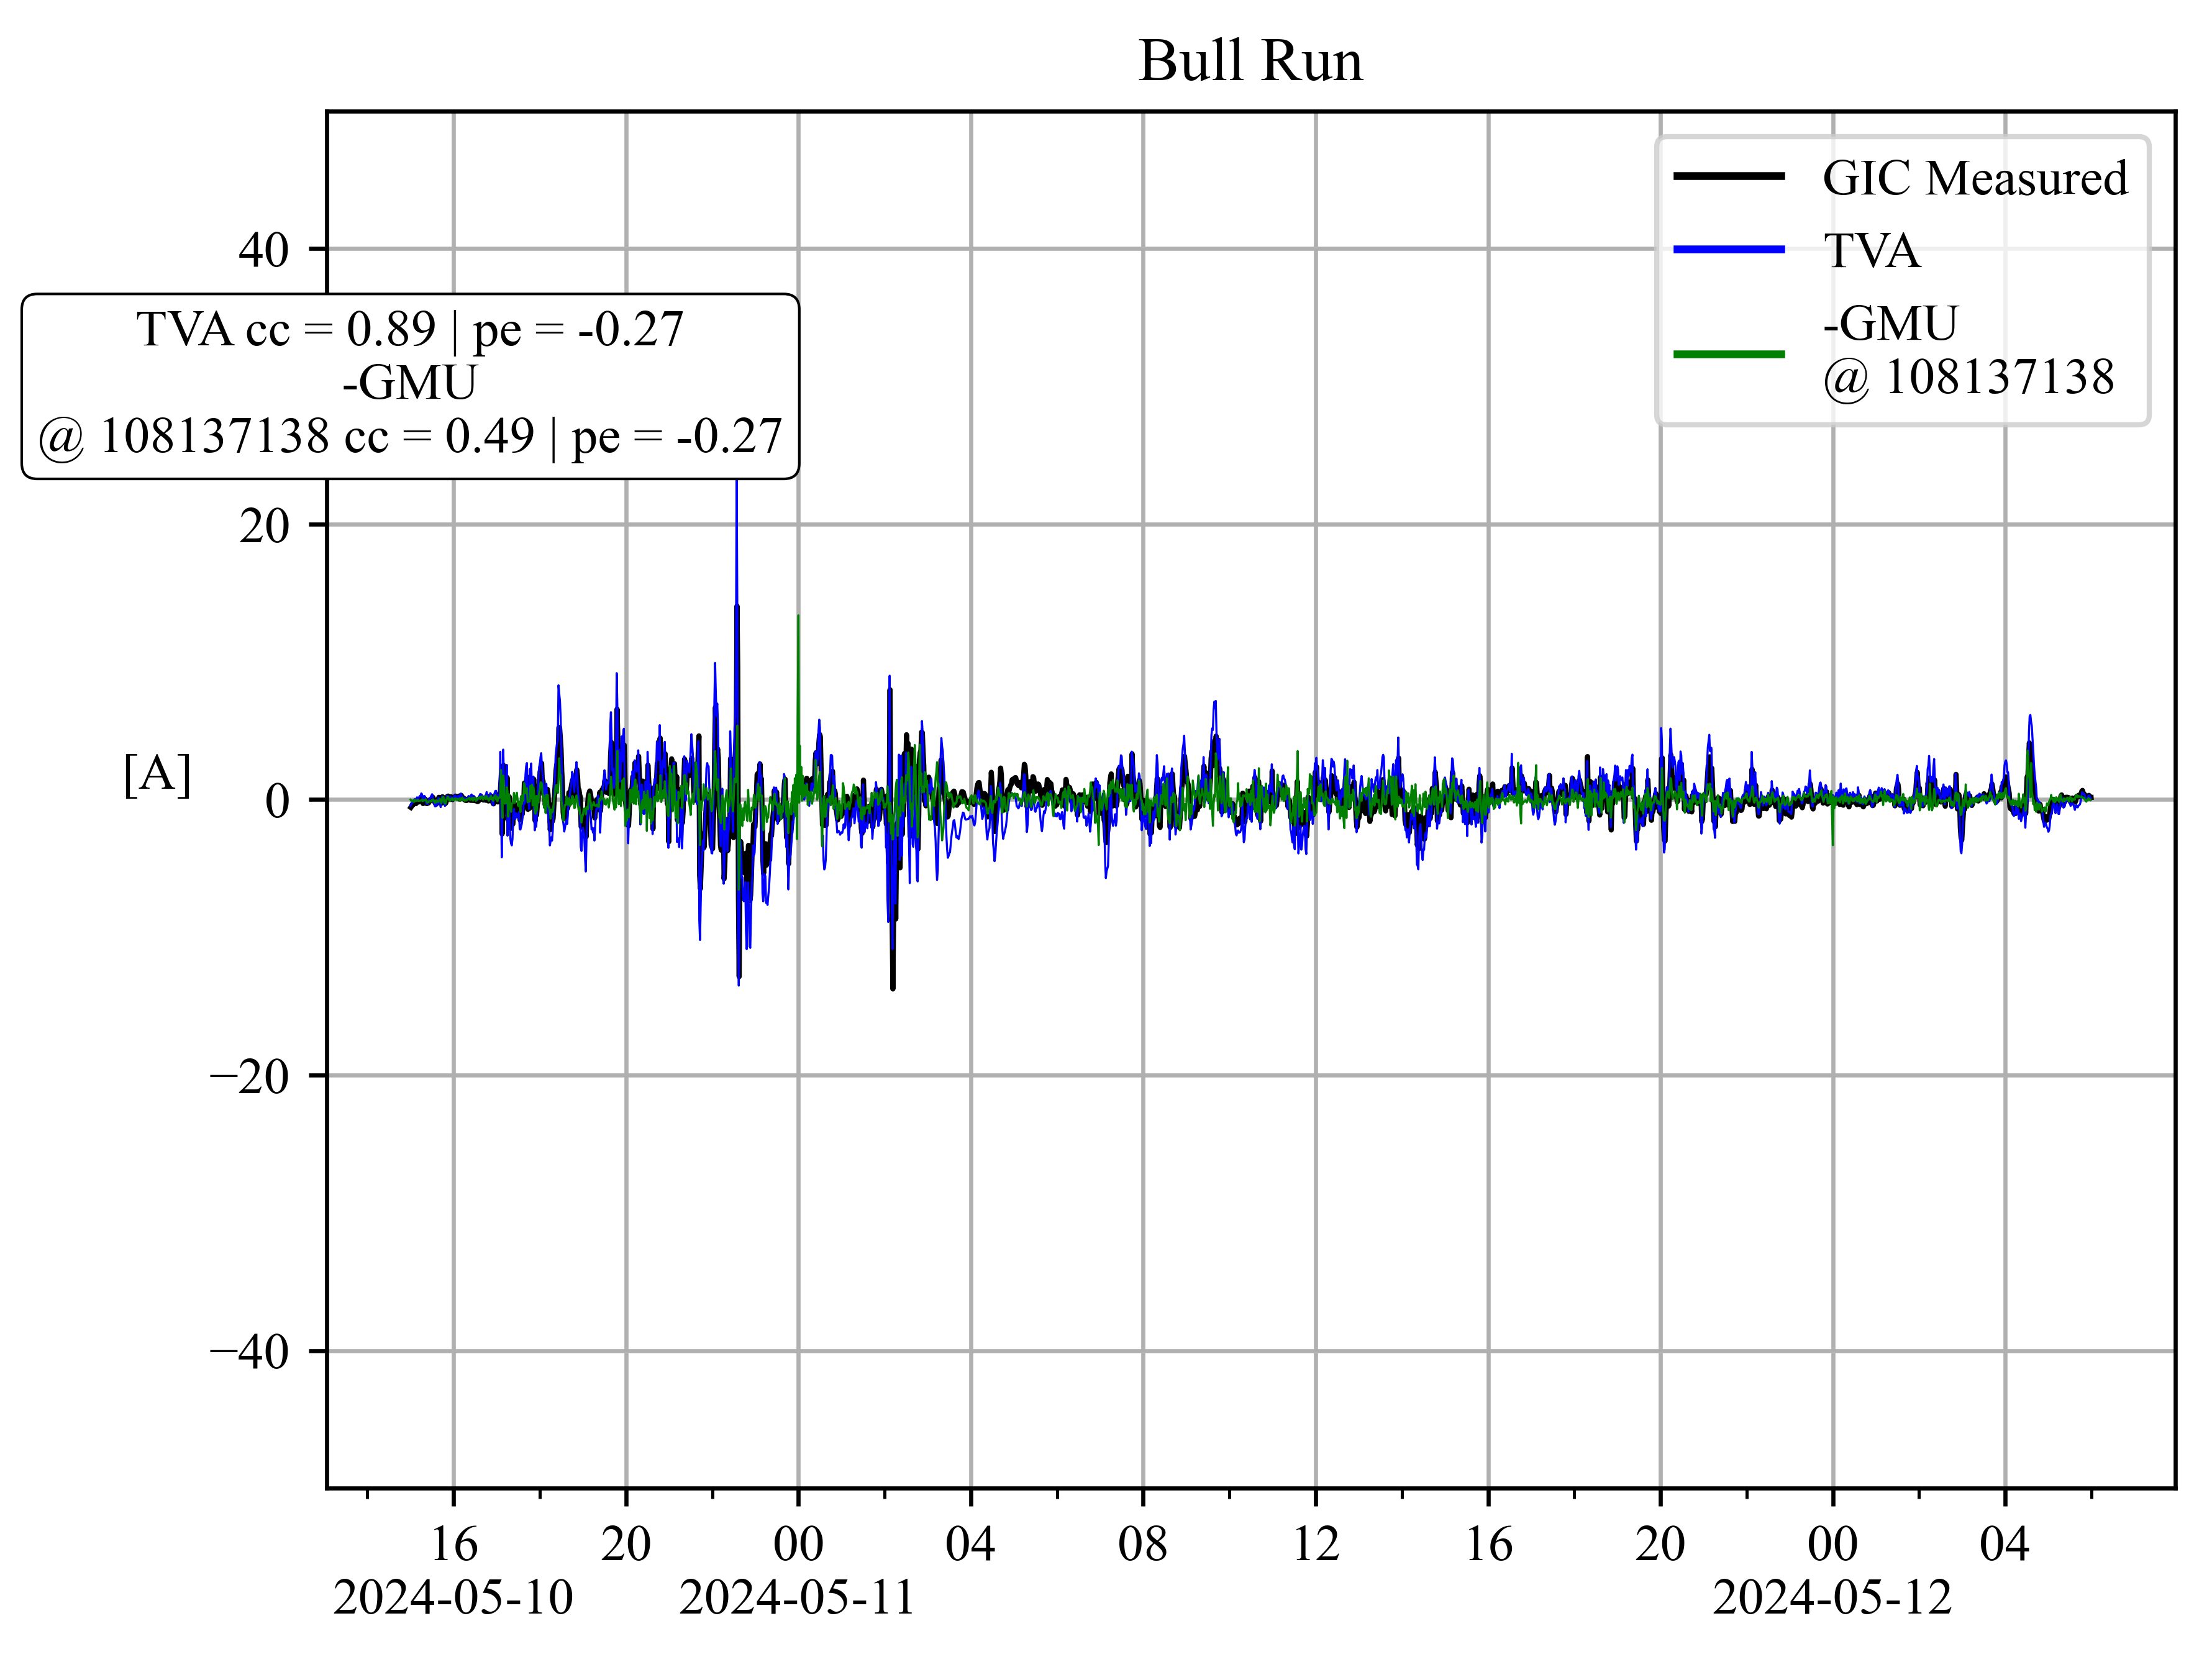 Bull Run
GIC Measured
TVA
-GMU
@ 108137138
TVA cc = 0.89 | pe = -0.27
-GMU
@ 108137138 cc = 0.49 | pe = -0.27
[A]
40
20
0
−20
−40
16 20 00 04 08 12 16 20 00 04
2024-05-10 2024-05-11 2024-05-12